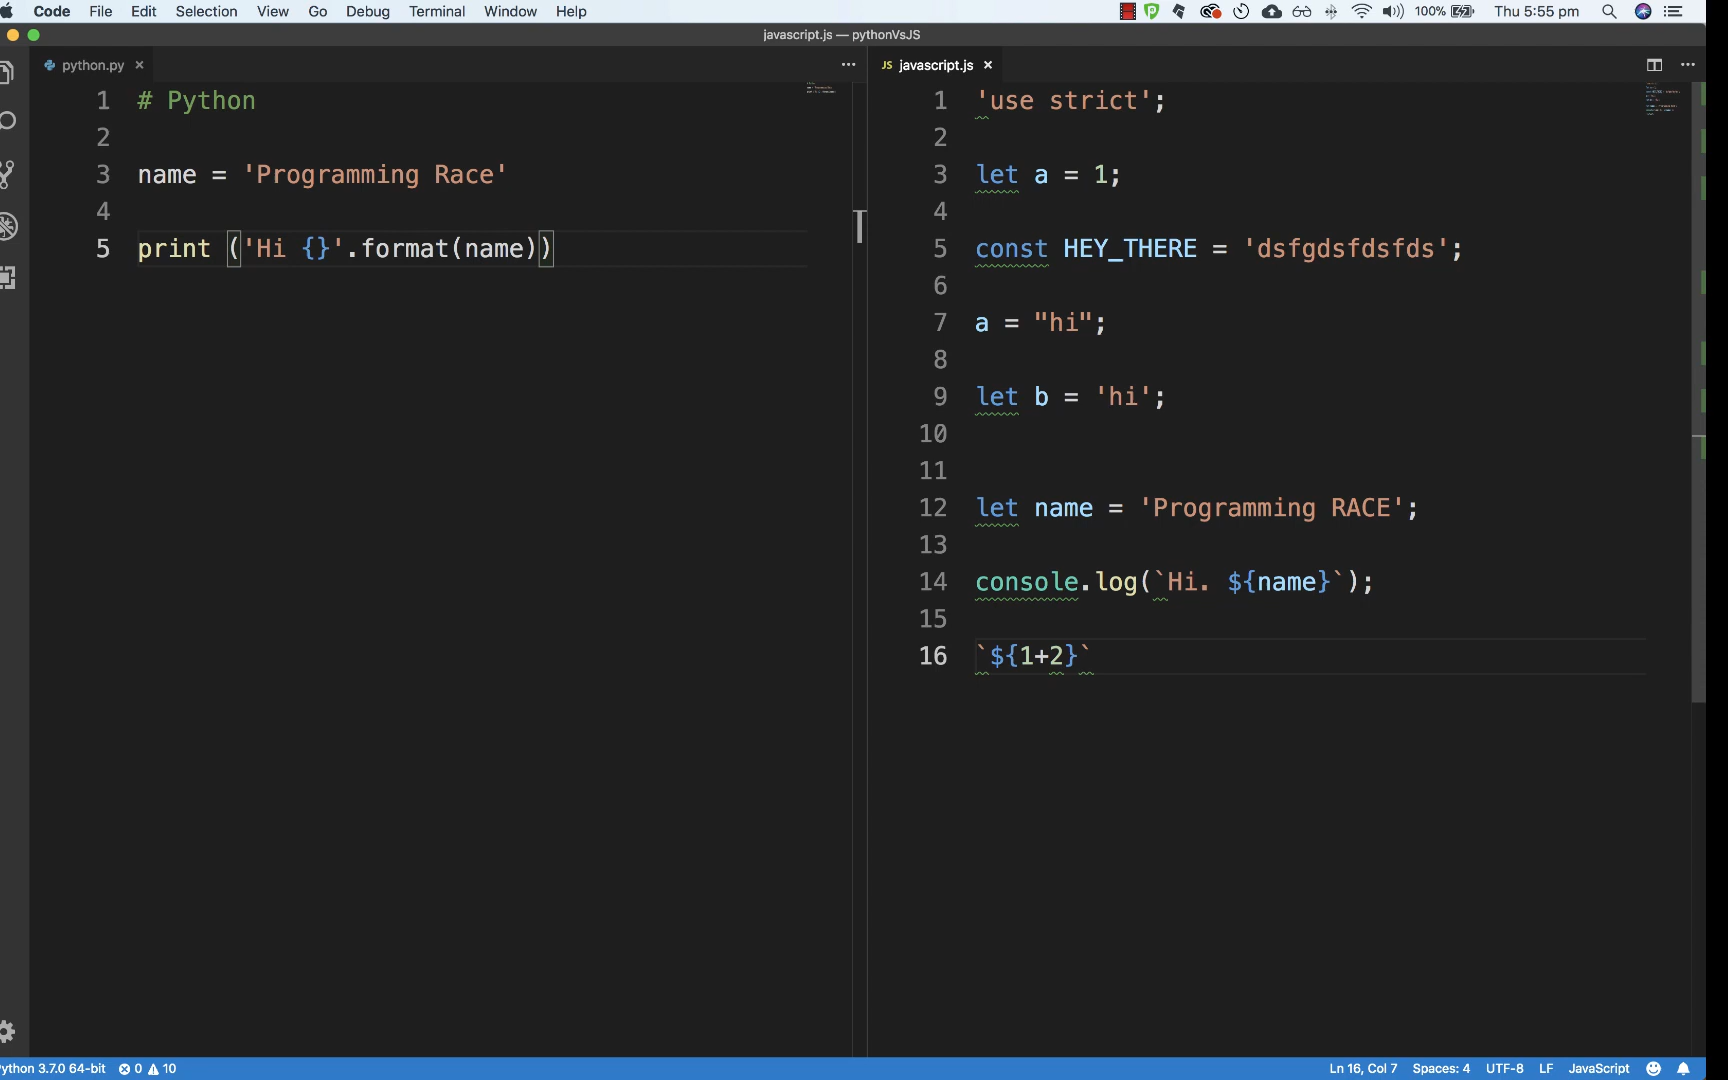 Code File Edit Selection View Go Debug Terminal Window Help 100% Thu 5:55 pm
javascript.js — pythonVsJS
python.py
1 # Python
2
3 name = 'Programming Race'
4
5 print ('Hi {}'.format(name))
JS javascript.js
1 'use strict';
2
3 let a = 1;
4
5 const HEY_THERE = 'dsfgdsfdsfds';
6
7 a = "hi";
8
9 let b = 'hi';
10
11
12 let name = 'Programming RACE';
13
14 console.log(`Hi. ${name}`);
15
16 `${1+2}`
ython 3.7.0 64-bit 0 10 Ln 16, Col 7 Spaces: 4 UTF-8 LF JavaScript